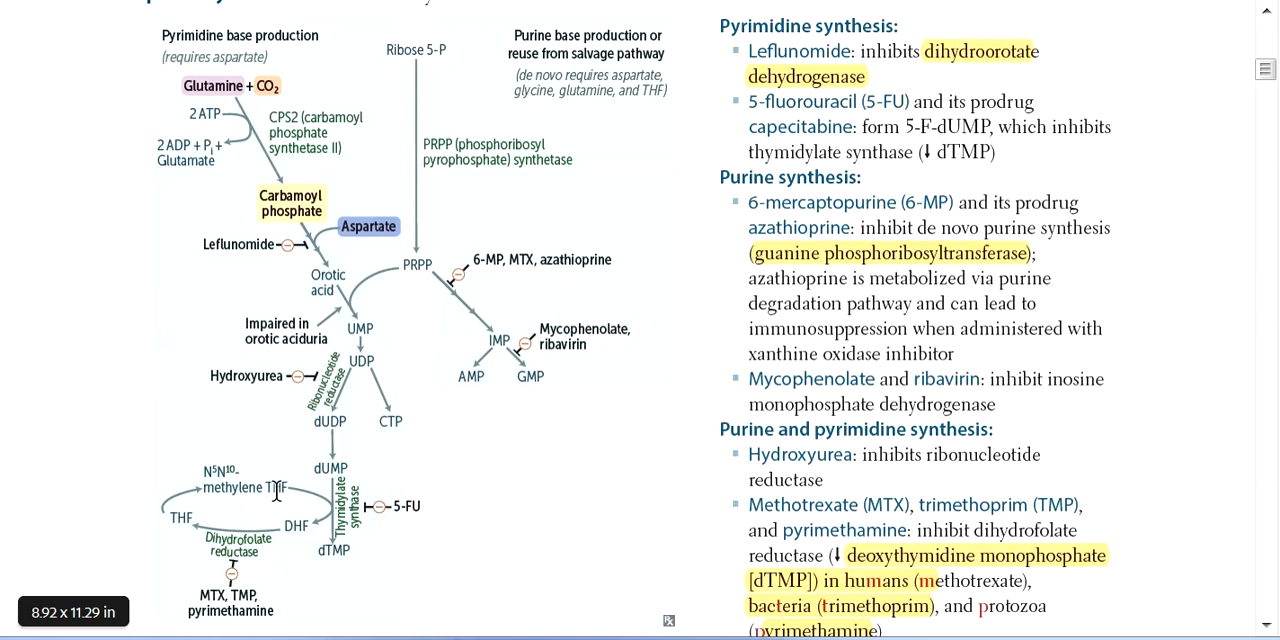 Pyrimidine base production
(requires aspartate)
Ribose 5-P
Purine base production or
reuse from salvage pathway
(de novo requires aspartate,
glycine, glutamine, and THF)
Glutamine + CO₂
2 ATP
2 ADP + Pᵢ +
Glutamate
CPS2 (carbamoyl
phosphate
synthetase II)
PRPP (phosphoribosyl
pyrophosphate) synthetase
Carbamoyl
phosphate
Aspartate
Leflunomide
Orotic
acid
PRPP
6-MP, MTX, azathioprine
Impaired in
orotic aciduria
UMP
IMP
Mycophenolate,
ribavirin
UDP
AMP
GMP
Hydroxyurea
Ribonucleotide
reductase
dUDP
CTP
dUMP
N⁵N¹⁰-
methylene THF
Thymidylate
synthase
5-FU
THF
DHF
Dihydrofolate
reductase
dTMP
MTX, TMP,
pyrimethamine
8.92 x 11.29 in
Pyrimidine synthesis:
Leflunomide: inhibits dihydroorotate
dehydrogenase
5-fluorouracil (5-FU) and its prodrug
capecitabine: form 5-F-dUMP, which inhibits
thymidylate synthase (⬇ dTMP)
Purine synthesis:
6-mercaptopurine (6-MP) and its prodrug
azathioprine: inhibit de novo purine synthesis
(guanine phosphoribosyltransferase);
azathioprine is metabolized via purine
degradation pathway and can lead to
immunosuppression when administered with
xanthine oxidase inhibitor
Mycophenolate and ribavirin: inhibit inosine
monophosphate dehydrogenase
Purine and pyrimidine synthesis:
Hydroxyurea: inhibits ribonucleotide
reductase
Methotrexate (MTX), trimethoprim (TMP),
and pyrimethamine: inhibit dihydrofolate
reductase (⬇ deoxythymidine monophosphate
[dTMP]) in humans (methotrexate),
bacteria (trimethoprim), and protozoa
(pyrimethamine)